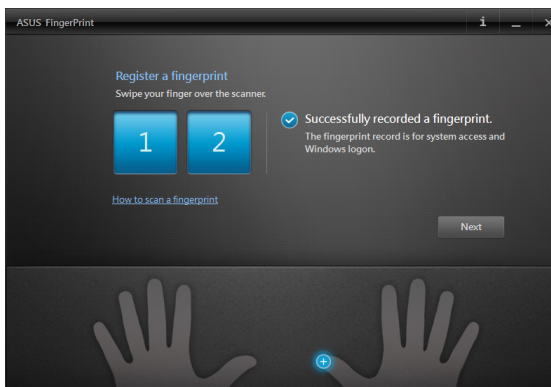 ASUS FingerPrint
Register a fingerprint
Swipe your finger over the scanner.
1 2
Successfully recorded a fingerprint.
The fingerprint record is for system access and
Windows logon.
How to scan a fingerprint
Next